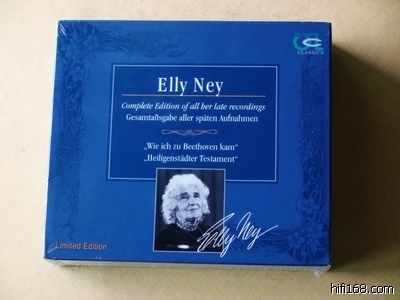 CLASSICS
Elly Ney
Complete Edition of all her late recordings
Gesamtausgabe aller späten Aufnahmen
„Wie ich zu Beethoven kam“
„Heiligenstädter Testament“
Elly Ney
Limited Edition
hifi168.com